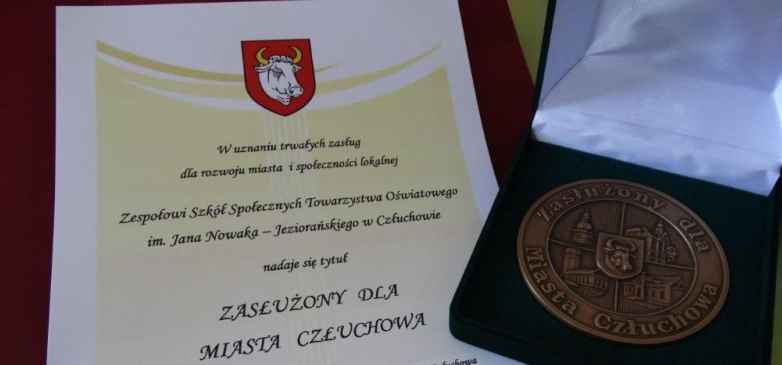 W uznaniu trwałych zasług
dla rozwoju miasta i społeczności lokalnej
Zespołowi Szkół Społecznych Towarzystwa Oświatowego
im. Jana Nowaka – Jeziorańskiego w Człuchowie
nadaje się tytuł
ZASŁUŻONY DLA
MIASTA CZŁUCHOWA
Zasłużony dla
Miasta Człuchowa